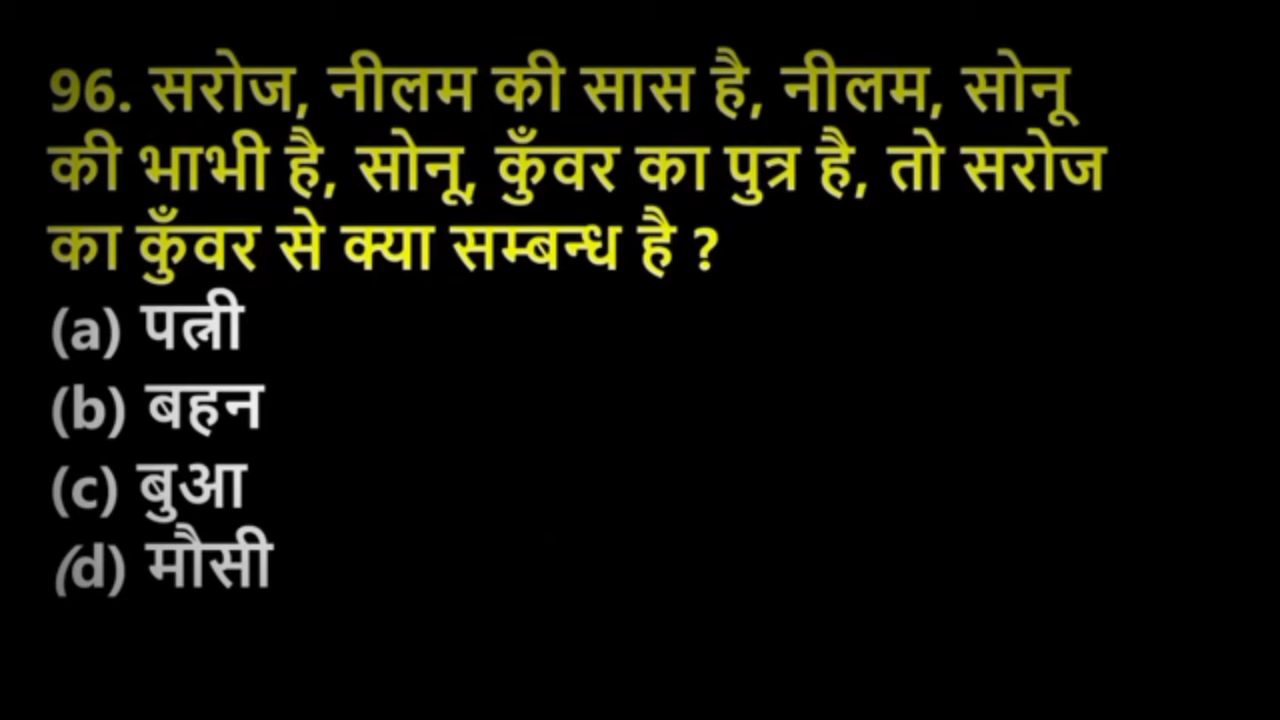 96. सरोज, नीलम की सास है, नीलम, सोनू
की भाभी है, सोनू, कुँवर का पुत्र है, तो सरोज
का कुँवर से क्या सम्बन्ध है ?
(a) पत्नी
(b) बहन
(c) बुआ
(d) मौसी